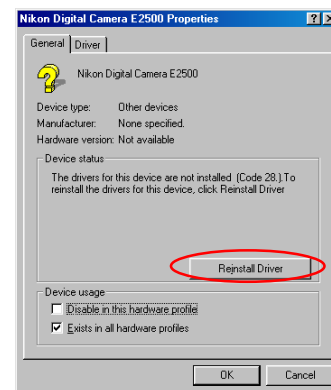 Nikon Digital Camera E2500 Properties
General Driver
Nikon Digital Camera E2500
Device type: Other devices
Manufacturer: None specified.
Hardware version: Not available
Device status
The drivers for this device are not installed (Code 28.) To
reinstall the drivers for this device, click Reinstall Driver
Reinstall Driver
Device usage
Disable in this hardware profile
Exists in all hardware profiles
OK Cancel